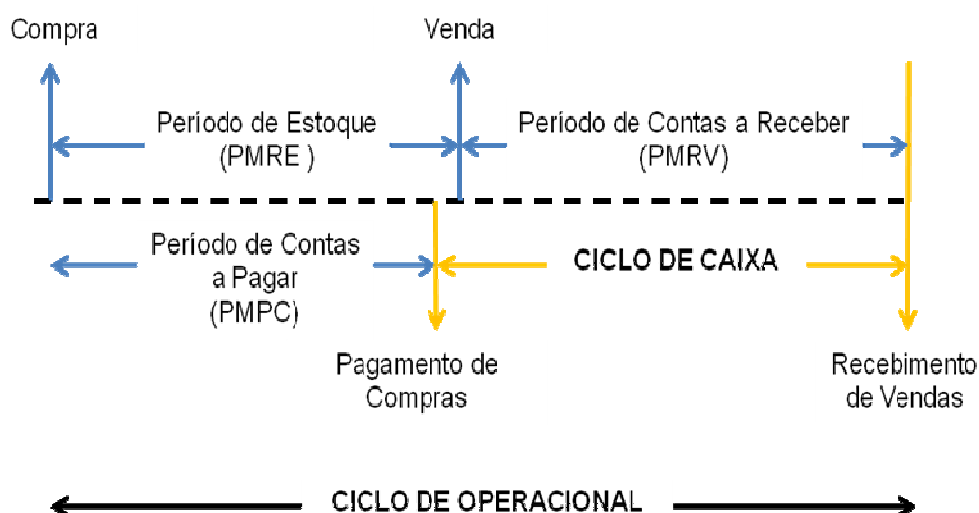 Compra
Venda
Período de Estoque
(PMRE )
Período de Contas a Receber
(PMRV)
Período de Contas
a Pagar
(PMPC)
CICLO DE CAIXA
Pagamento de
Compras
Recebimento
de Vendas
CICLO DE OPERACIONAL